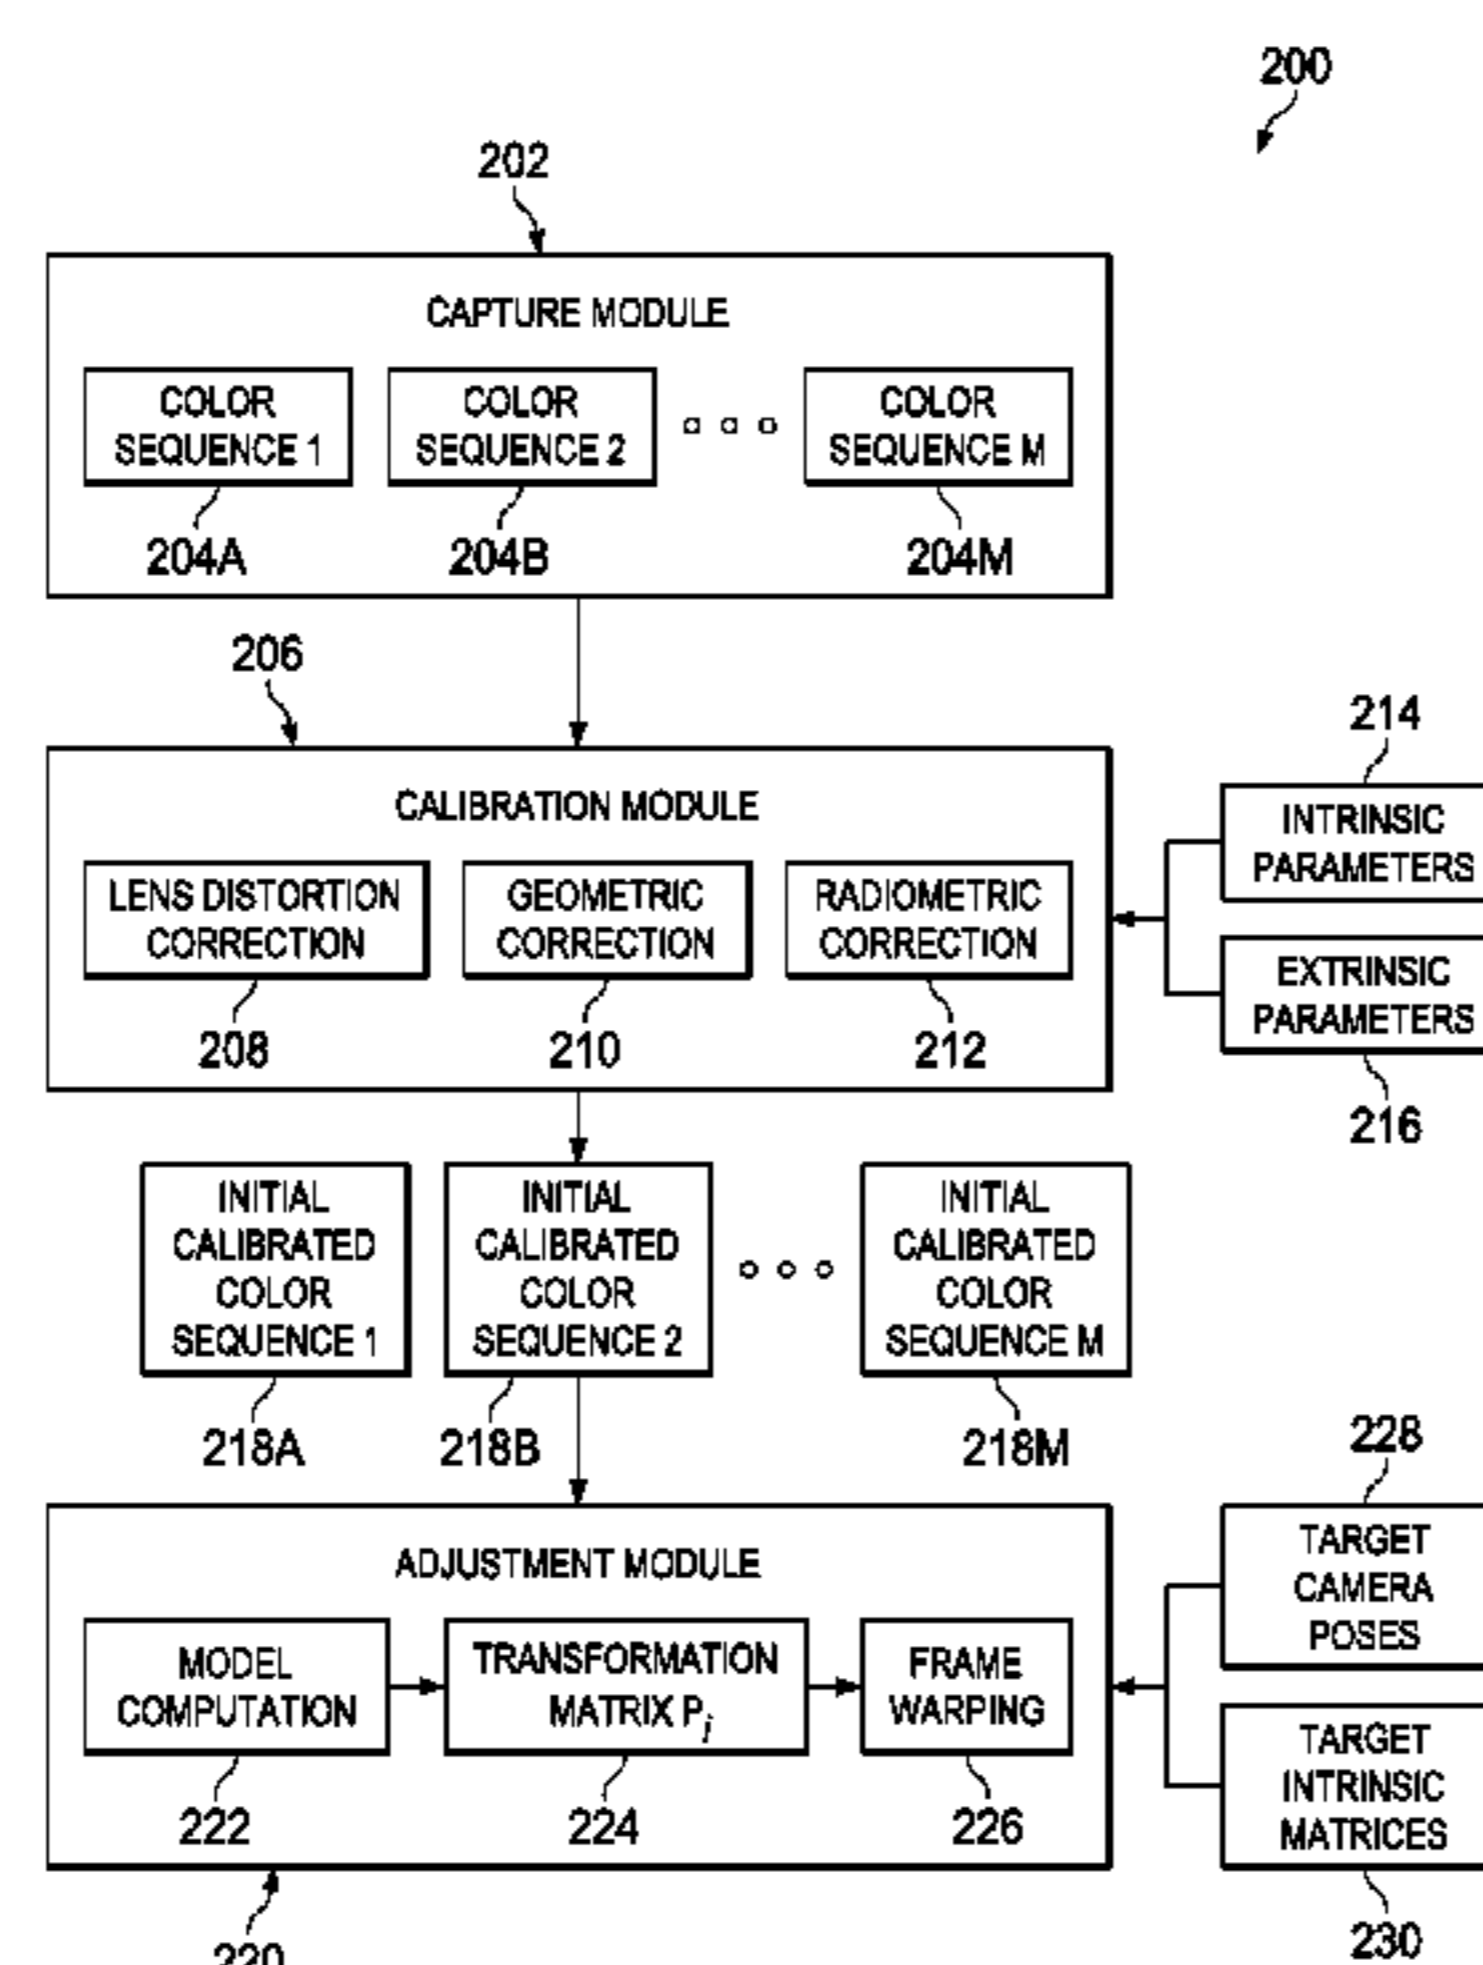 200
202
CAPTURE MODULE
COLOR
SEQUENCE 1
COLOR
SEQUENCE 2
COLOR
SEQUENCE M
204A
204B
204M
206
CALIBRATION MODULE
LENS DISTORTION
CORRECTION
GEOMETRIC
CORRECTION
RADIOMETRIC
CORRECTION
208
210
212
214
INTRINSIC
PARAMETERS
EXTRINSIC
PARAMETERS
216
INITIAL
CALIBRATED
COLOR
SEQUENCE 1
INITIAL
CALIBRATED
COLOR
SEQUENCE 2
INITIAL
CALIBRATED
COLOR
SEQUENCE M
218A
218B
218M
ADJUSTMENT MODULE
MODEL
COMPUTATION
TRANSFORMATION
MATRIX Pj
FRAME
WARPING
222
224
226
228
TARGET
CAMERA
POSES
TARGET
INTRINSIC
MATRICES
230